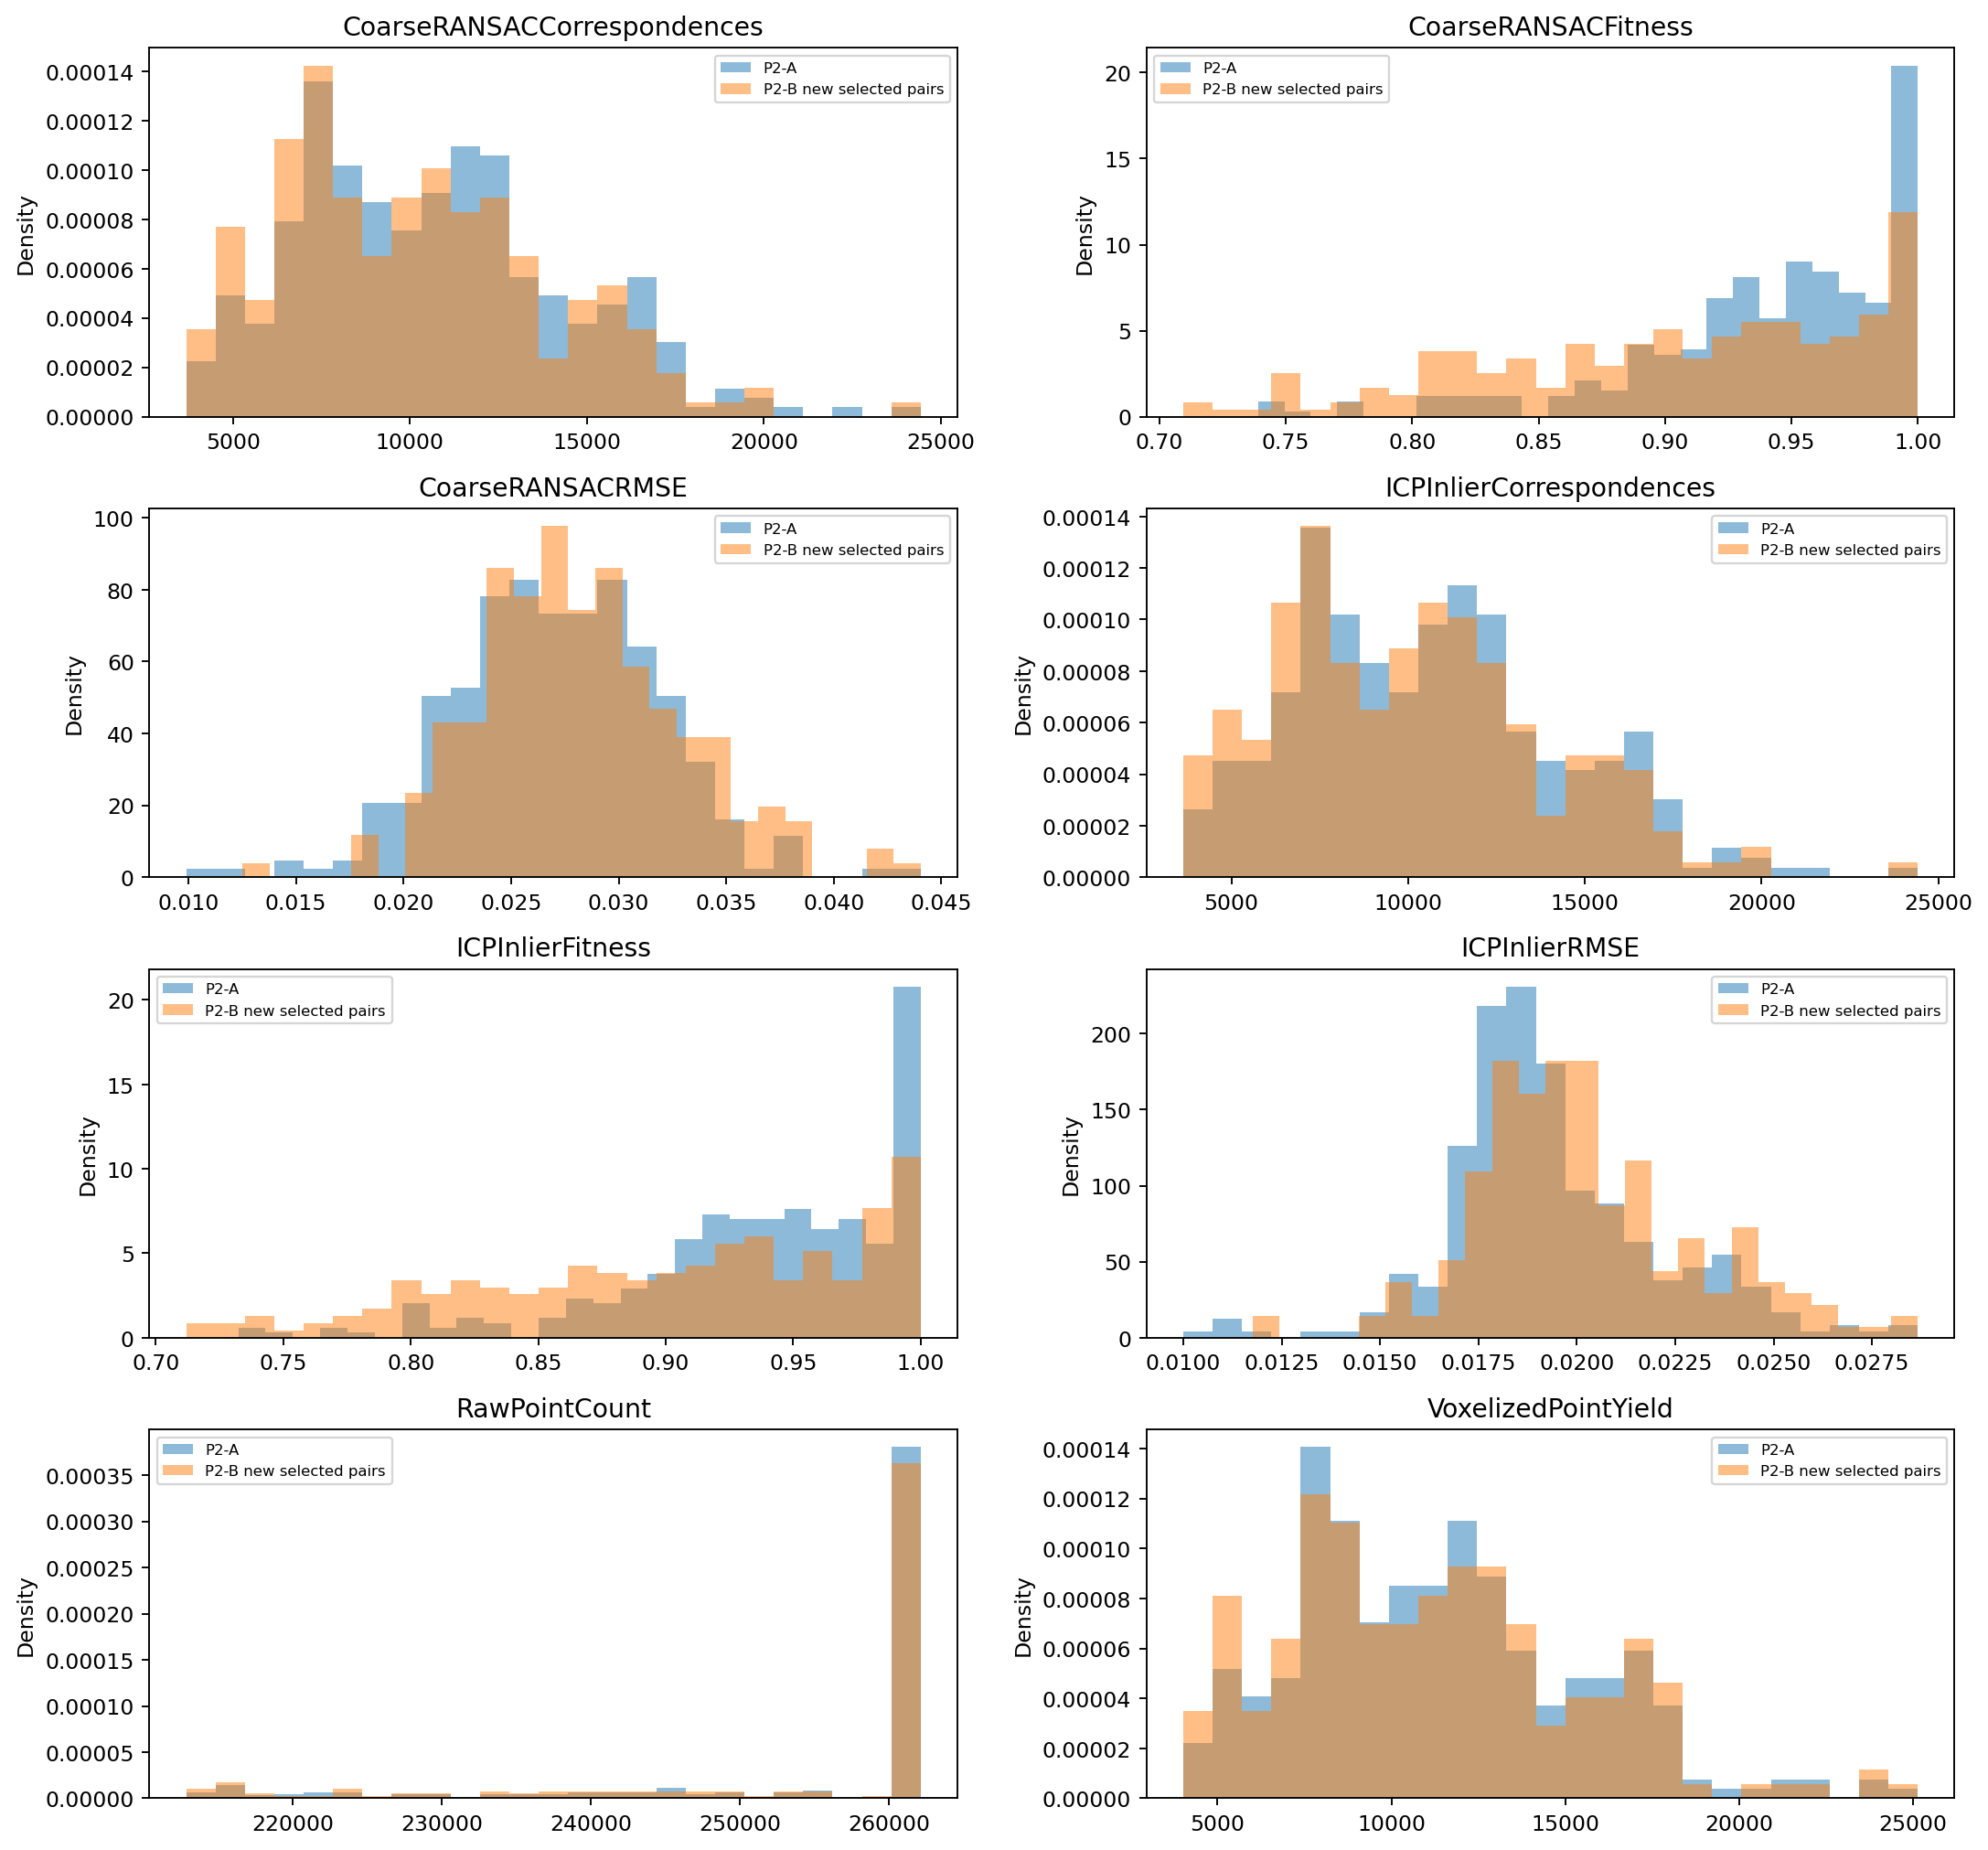 CoarseRANSACCorrespondences
Density
0.00014
0.00012
0.00010
0.00008
0.00006
0.00004
0.00002
0.00000
5000 10000 15000 20000 25000
P2-A
P2-B new selected pairs
CoarseRANSACFitness
Density
20
15
10
5
0
0.70 0.75 0.80 0.85 0.90 0.95 1.00
P2-A
P2-B new selected pairs
CoarseRANSACRMSE
Density
100
80
60
40
20
0
0.010 0.015 0.020 0.025 0.030 0.035 0.040 0.045
P2-A
P2-B new selected pairs
ICPInlierCorrespondences
Density
0.00014
0.00012
0.00010
0.00008
0.00006
0.00004
0.00002
0.00000
5000 10000 15000 20000 25000
P2-A
P2-B new selected pairs
ICPInlierFitness
Density
20
15
10
5
0
0.70 0.75 0.80 0.85 0.90 0.95 1.00
P2-A
P2-B new selected pairs
ICPInlierRMSE
Density
200
150
100
50
0
0.0100 0.0125 0.0150 0.0175 0.0200 0.0225 0.0250 0.0275
P2-A
P2-B new selected pairs
RawPointCount
Density
0.00035
0.00030
0.00025
0.00020
0.00015
0.00010
0.00005
0.00000
220000 230000 240000 250000 260000
P2-A
P2-B new selected pairs
VoxelizedPointYield
Density
0.00014
0.00012
0.00010
0.00008
0.00006
0.00004
0.00002
0.00000
5000 10000 15000 20000 25000
P2-A
P2-B new selected pairs